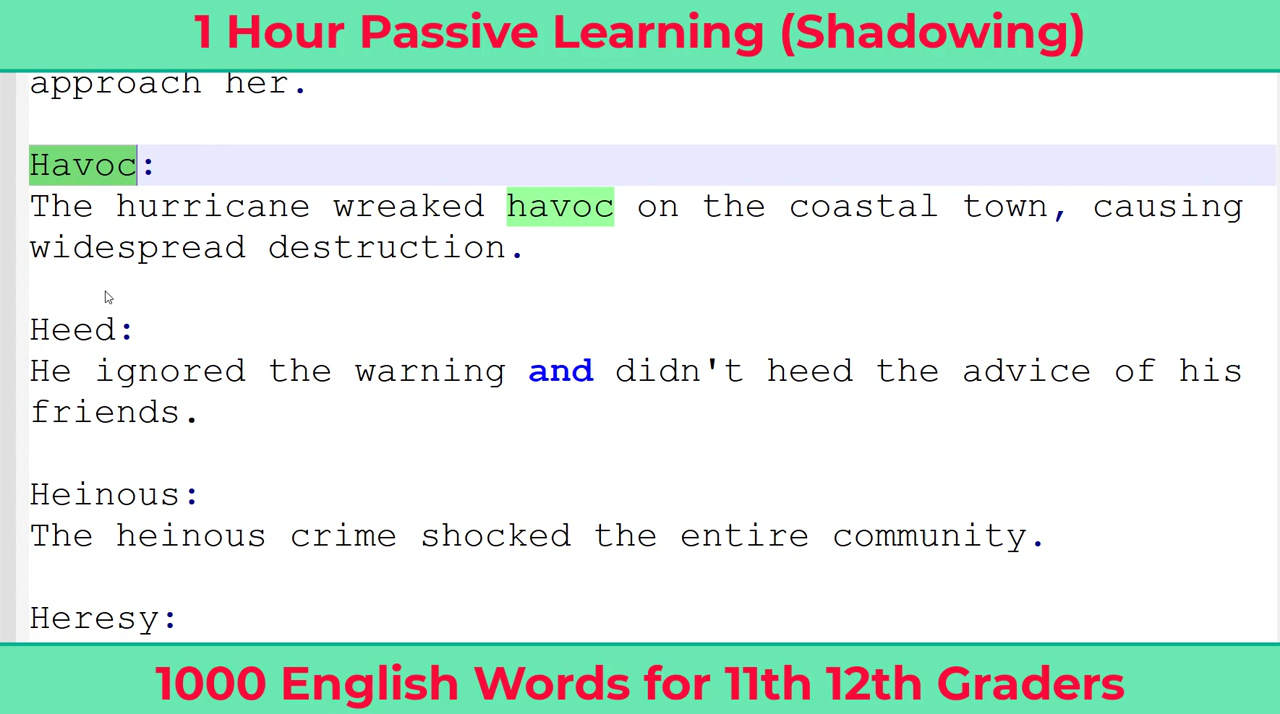 1 Hour Passive Learning (Shadowing)
approach her.
Havoc:
The hurricane wreaked havoc on the coastal town, causing
widespread destruction.
Heed:
He ignored the warning and didn't heed the advice of his
friends.
Heinous:
The heinous crime shocked the entire community.
Heresy:
1000 English Words for 11th 12th Graders